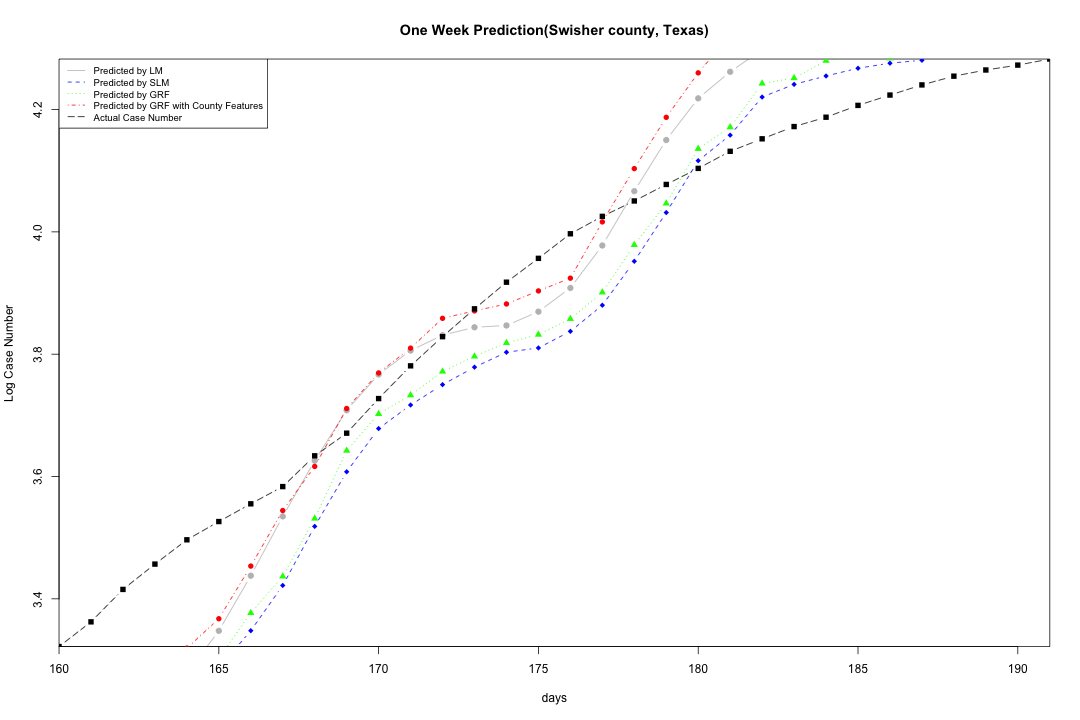 One Week Prediction(Swisher county, Texas)
Predicted by LM
Predicted by SLM
Predicted by GRF
Predicted by GRF with County Features
Actual Case Number
4.2
4.0
3.8
3.6
3.4
Log Case Number
160 165 170 175 180 185 190
days